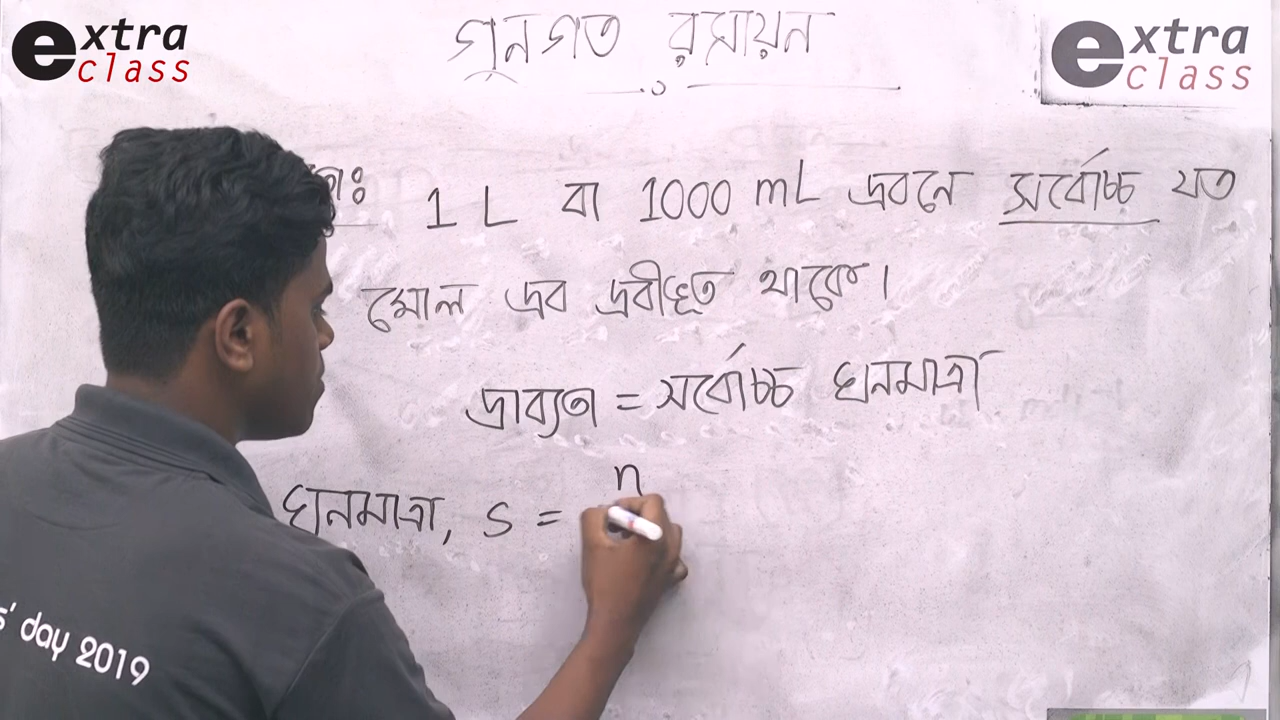 extra class
গুনগত রসায়ন
extra class
1 L বা 1000 mL দ্রবনে সর্বোচ্চ যত
মোল দ্রব দ্রবীভূত থাকে।
দ্রাব্যতা = সর্বোচ্চ ঘনমাত্রা
ঘনমাত্রা, S = n
s' day 2019